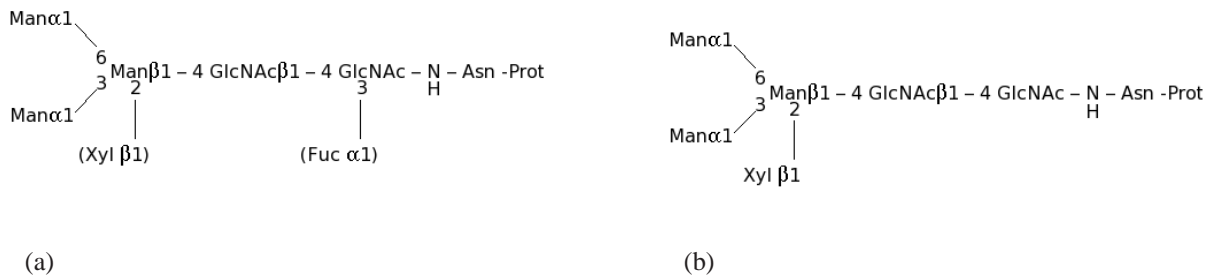 Manα1
6
Manβ1 – 4 GlcNAcβ1 – 4 GlcNAc – N – Asn -Prot
3 2 3 H
Manα1
(Xyl β1) (Fuc α1)
(a)
Manα1
6
Manβ1 – 4 GlcNAcβ1 – 4 GlcNAc – N – Asn -Prot
3 2 H
Manα1
Xyl β1
(b)